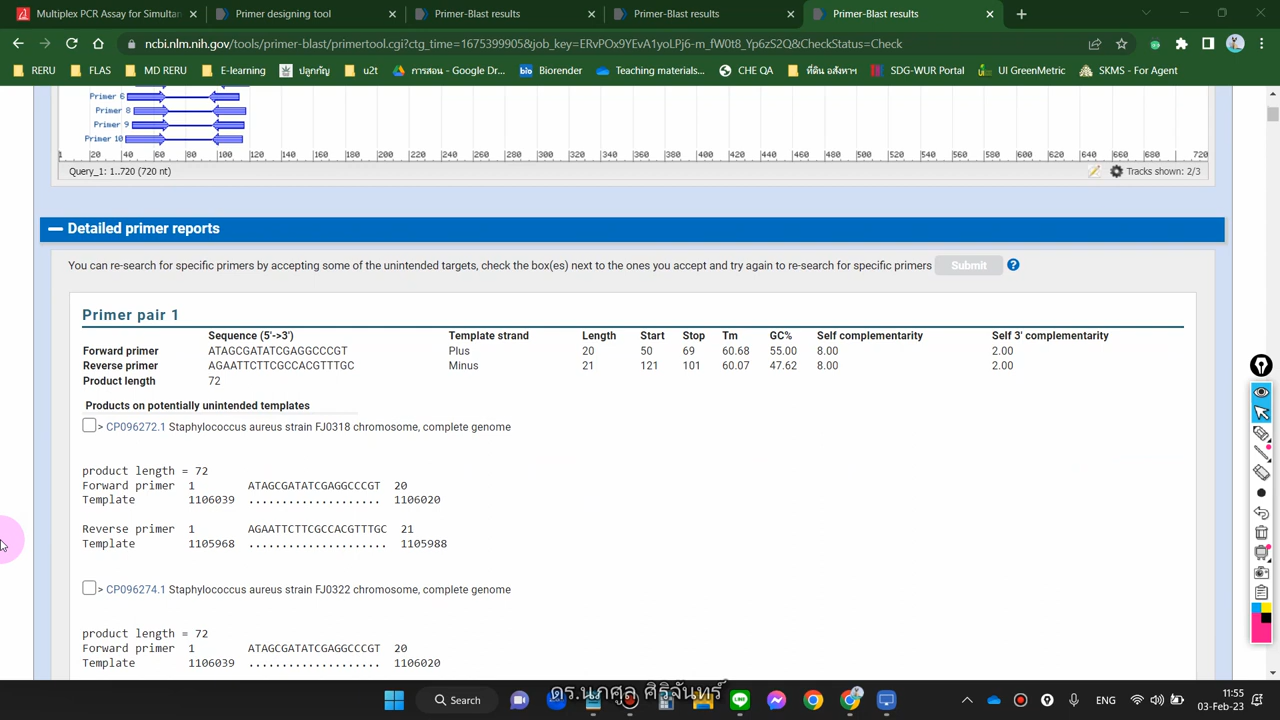 Multiplex PCR Assay for Simultan
Primer designing tool
Primer-Blast results
Primer-Blast results
Primer-Blast results
ncbi.nlm.nih.gov/tools/primer-blast/primertool.cgi?ctg_time=1675399905&job_key=ERvPOx9YEvA1yoLPj6-m_fW0t8_Yp6zS2Q&CheckStatus=Check
RERU
FLAS
MD RERU
E-learning
ปลูกกัญ
u2t
การสอน - Google Dr...
bio Biorender
Teaching materials...
CHE QA
ที่ดิน อสังหาฯ
SDG-WUR Portal
UI GreenMetric
SKMS - For Agent
Primer 6
Primer 8
Primer 9
Primer 10
1 20 40 60 80 100 120 140 160 180 200 220 240 260 280 300 320 340 360 380 400 420 440 460 480 500 520 540 560 580 600 620 640 660 720
Query_1: 1..720 (720 nt)
Tracks shown: 2/3
Detailed primer reports
You can re-search for specific primers by accepting some of the unintended targets, check the box(es) next to the ones you accept and try again to re-search for specific primers Submit ?
Primer pair 1
Sequence (5'->3') Template strand Length Start Stop Tm GC% Self complementarity Self 3' complementarity
Forward primer ATAGCGATATCGAGGCCCGT Plus 20 50 69 60.68 55.00 8.00 2.00
Reverse primer AGAATTCTTCGCCACGTTTGC Minus 21 121 101 60.07 47.62 8.00 2.00
Product length 72
Products on potentially unintended templates
> CP096272.1 Staphylococcus aureus strain FJ0318 chromosome, complete genome
product length = 72
Forward primer 1 ATAGCGATATCGAGGCCCGT 20
Template 1106039 .................... 1106020
Reverse primer 1 AGAATTCTTCGCCACGTTTGC 21
Template 1105968 ..................... 1105988
> CP096274.1 Staphylococcus aureus strain FJ0322 chromosome, complete genome
product length = 72
Forward primer 1 ATAGCGATATCGAGGCCCGT 20
Template 1106039 .................... 1106020
ดร.นภศูล ศิริจันทร์
Search
ENG
11:55
03-Feb-23